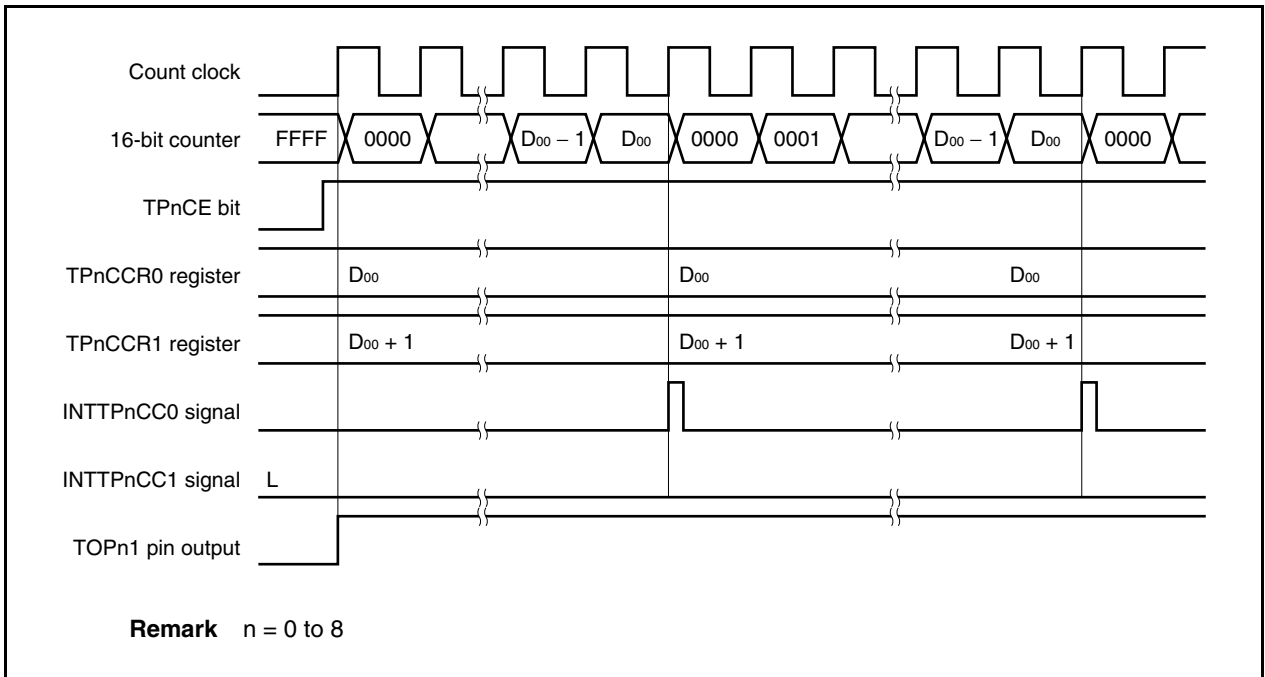 Count clock
16-bit counter FFFF 0000 D00 − 1 D00 0000 0001 D00 − 1 D00 0000
TPnCE bit
TPnCCR0 register D00 D00 D00
TPnCCR1 register D00 + 1 D00 + 1 D00 + 1
INTTPnCC0 signal
INTTPnCC1 signal L
TOPn1 pin output
Remark n = 0 to 8